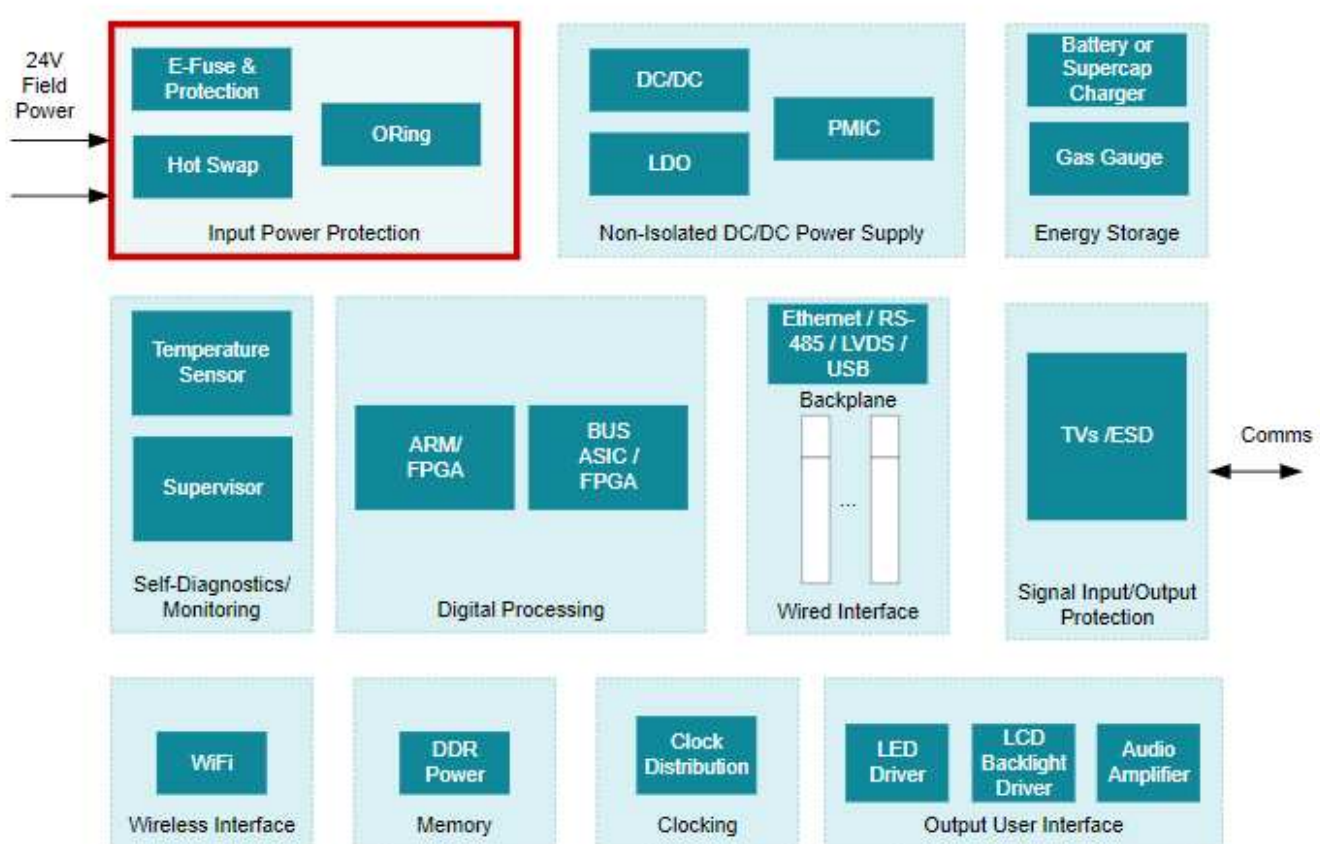 24V
Field
Power
E-Fuse &
Protection
Hot Swap
ORing
Input Power Protection
DC/DC
LDO
PMIC
Non-Isolated DC/DC Power Supply
Battery or
Supercap
Charger
Gas Gauge
Energy Storage
Temperature
Sensor
Supervisor
Self-Diagnostics/
Monitoring
ARM/
FPGA
BUS
ASIC /
FPGA
Digital Processing
Ethernet / RS-
485 / LVDS /
USB
Backplane
...
Wired Interface
TVs /ESD
Signal Input/Output
Protection
Comms
WiFi
Wireless Interface
DDR
Power
Memory
Clock
Distribution
Clocking
LED
Driver
LCD
Backlight
Driver
Audio
Amplifier
Output User Interface